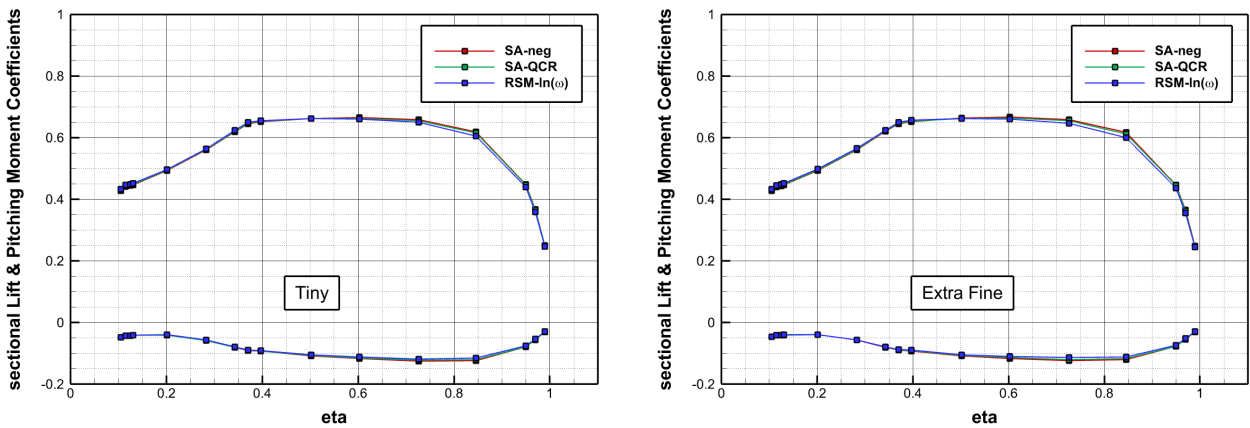 sectional Lift & Pitching Moment Coefficients
1
0.8
0.6
0.4
0.2
0
-0.2
SA-neg
SA-QCR
RSM-ln(ω)
Tiny
0 0.2 0.4 0.6 0.8 1
eta
sectional Lift & Pitching Moment Coefficients
1
0.8
0.6
0.4
0.2
0
-0.2
SA-neg
SA-QCR
RSM-ln(ω)
Extra Fine
0 0.2 0.4 0.6 0.8 1
eta